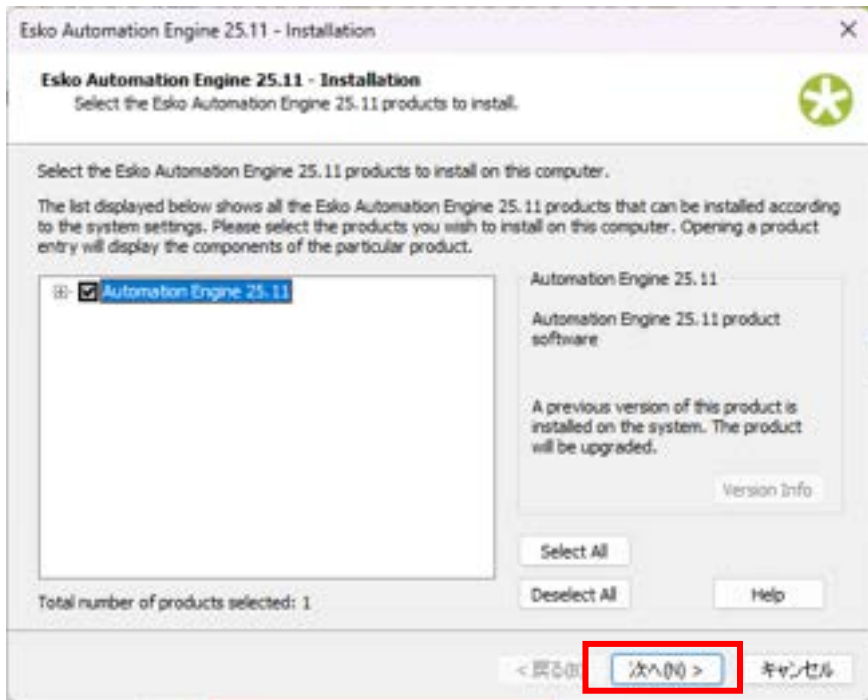 Esko Automation Engine 25.11 - Installation
Esko Automation Engine 25.11 - Installation
Select the Esko Automation Engine 25.11 products to install.
Select the Esko Automation Engine 25.11 products to install on this computer.
The list displayed below shows all the Esko Automation Engine 25.11 products that can be installed according
to the system settings. Please select the products you wish to install on this computer. Opening a product
entry will display the components of the particular product.
Automation Engine 25.11
Automation Engine 25.11
Automation Engine 25.11 product
software
A previous version of this product is
installed on the system. The product
will be upgraded.
Version Info
Select All
Total number of products selected: 1
Deselect All
Help
< 戻る(B)
次へ(N) >
キャンセル